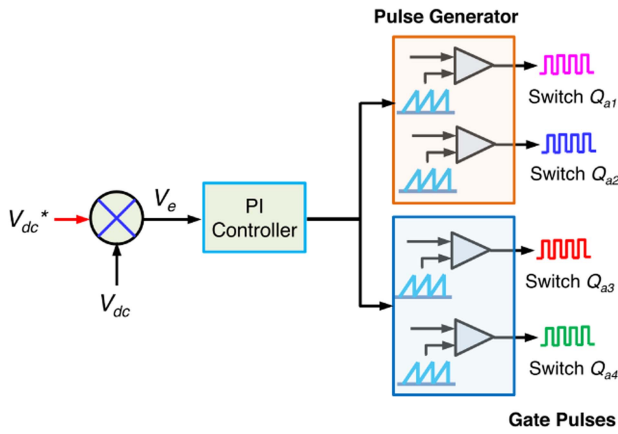 Pulse Generator
Switch Qa1
Switch Qa2
Vdc*
Ve
PI
Controller
Vdc
Switch Qa3
Switch Qa4
Gate Pulses